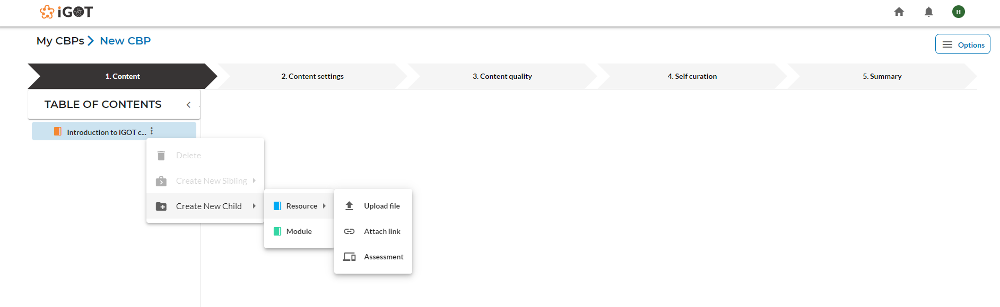 iGOT
H
My CBPs
New CBP
Options
1. Content
2. Content settings
3. Content quality
4. Self curation
5. Summary
TABLE OF CONTENTS
Introduction to iGOT c...
Delete
Create New Sibling
Create New Child
Resource
Module
Upload file
Attach link
Assessment